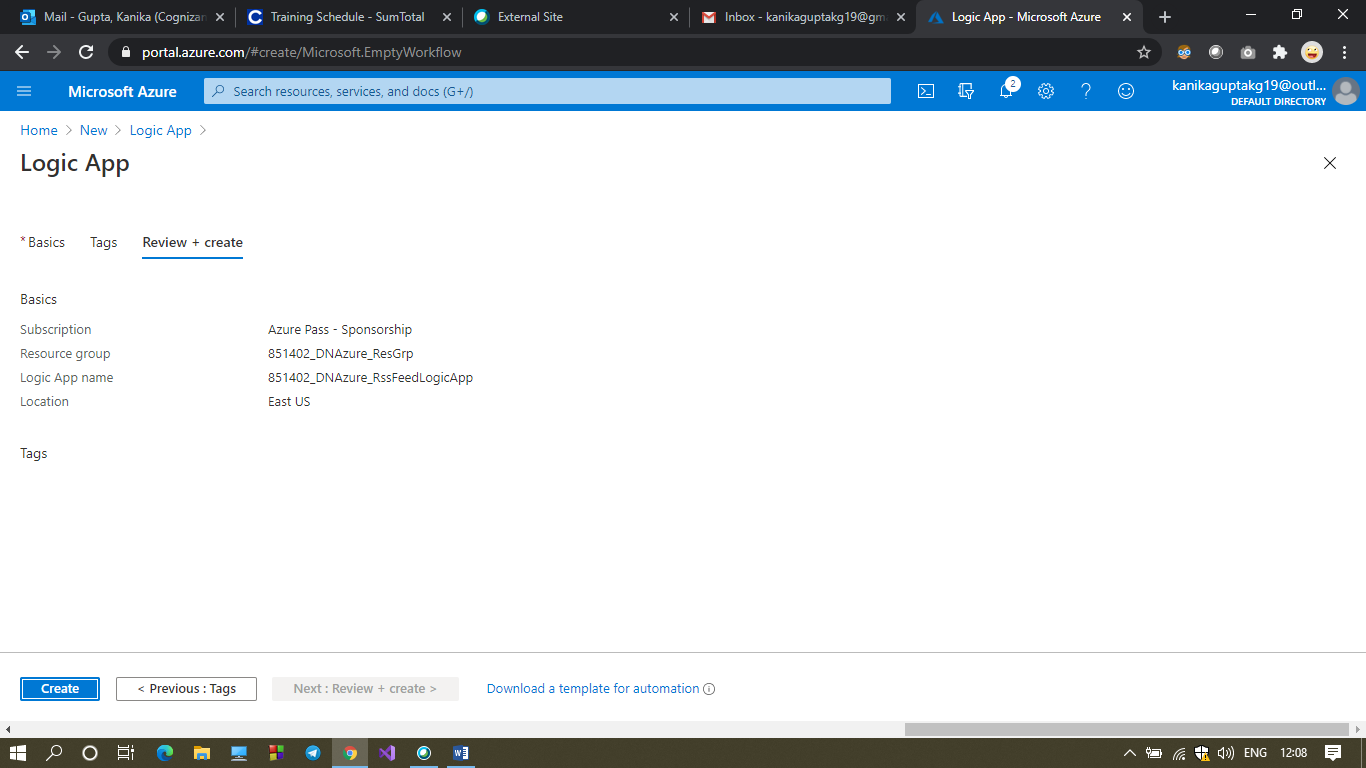 Mail - Gupta, Kanika (Cognizan
Training Schedule - SumTotal
External Site
Inbox - kanikaguptakg19@gm
Logic App - Microsoft Azure
portal.azure.com/#create/Microsoft.EmptyWorkflow
Microsoft Azure
Search resources, services, and docs (G+/)
2
kanikaguptakg19@outl...
DEFAULT DIRECTORY
Home > New > Logic App >
Logic App
* Basics Tags Review + create
Basics
Subscription Azure Pass - Sponsorship
Resource group 851402_DNAzure_ResGrp
Logic App name 851402_DNAzure_RssFeedLogicApp
Location East US
Tags
Create < Previous : Tags Next : Review + create > Download a template for automation
ENG 12:08